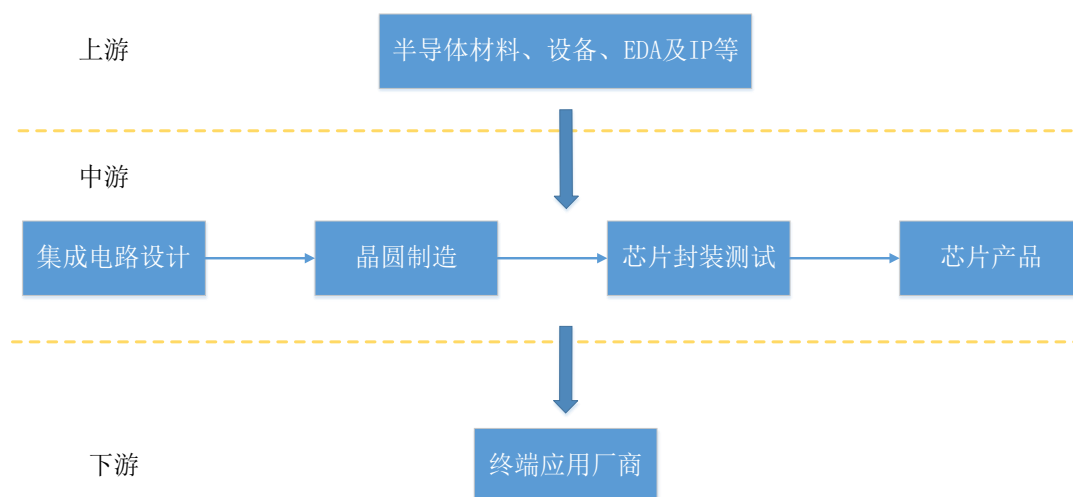 上游
半导体材料、设备、EDA及IP等
中游
集成电路设计
晶圆制造
芯片封装测试
芯片产品
下游
终端应用厂商